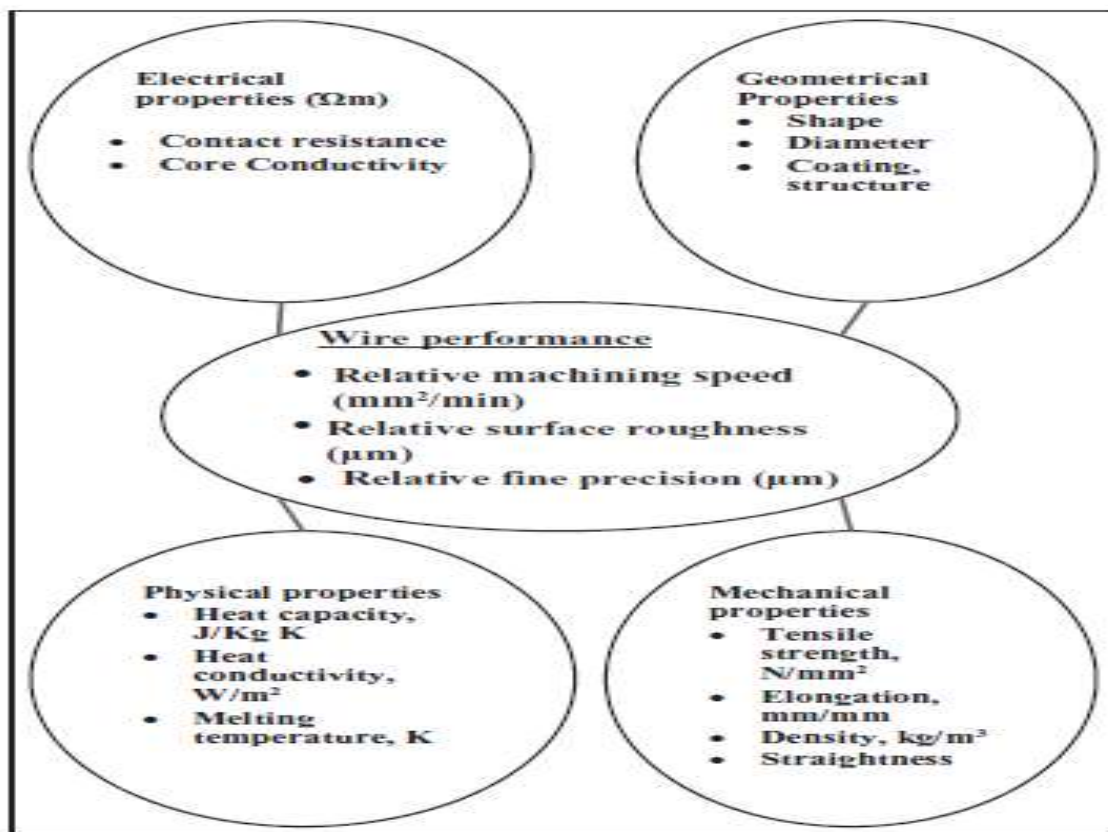 Electrical
properties (Ωm)
• Contact resistance
• Core Conductivity
Geometrical
Properties
• Shape
• Diameter
• Coating,
structure
Wire performance
• Relative machining speed
(mm²/min)
• Relative surface roughness
(μm)
• Relative fine precision (μm)
Physical properties
• Heat capacity,
J/Kg K
• Heat
conductivity,
W/m²
• Melting
temperature, K
Mechanical
properties
• Tensile
strength,
N/mm²
• Elongation,
mm/mm
• Density, kg/m³
• Straightness